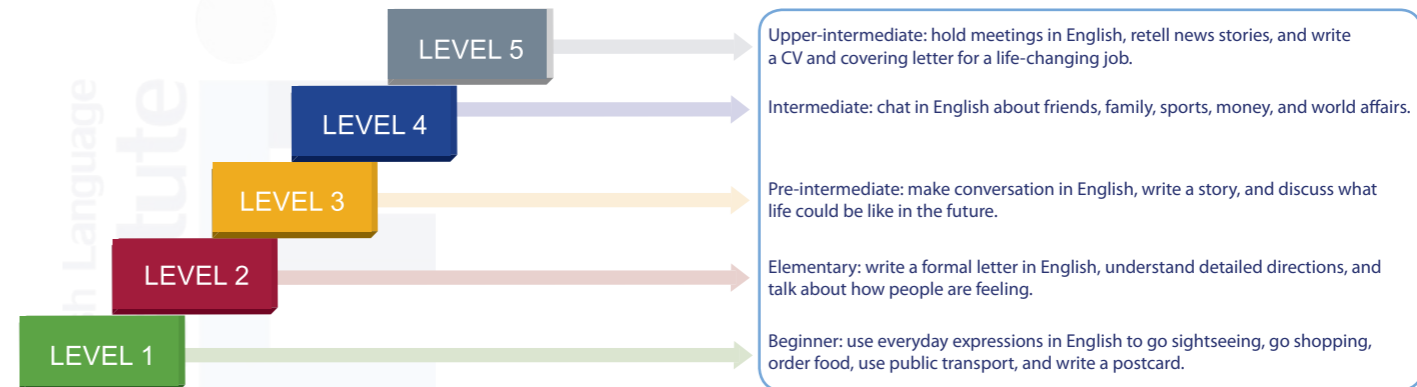 LEVEL 5
Upper-intermediate: hold meetings in English, retell news stories, and write
a CV and covering letter for a life-changing job.
LEVEL 4
Intermediate: chat in English about friends, family, sports, money, and world affairs.
LEVEL 3
Pre-intermediate: make conversation in English, write a story, and discuss what
life could be like in the future.
LEVEL 2
Elementary: write a formal letter in English, understand detailed directions, and
talk about how people are feeling.
LEVEL 1
Beginner: use everyday expressions in English to go sightseeing, go shopping,
order food, use public transport, and write a postcard.
h Language
tute